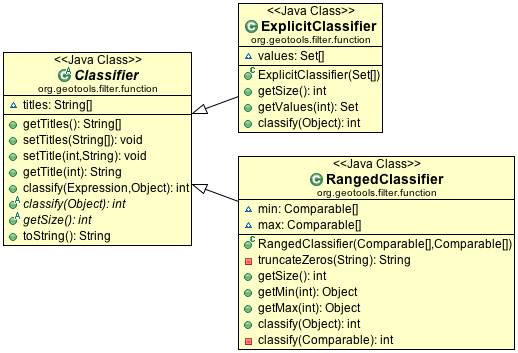 <<Java Class>>
Classifier
org.geotools.filter.function
titles: String[]
getTitles(): String[]
setTitles(String[]): void
setTitle(int,String): void
getTitle(int): String
classify(Expression,Object): int
classify(Object): int
getSize(): int
toString(): String
<<Java Class>>
ExplicitClassifier
org.geotools.filter.function
values: Set[]
ExplicitClassifier(Set[])
getSize(): int
getValues(int): Set
classify(Object): int
<<Java Class>>
RangedClassifier
org.geotools.filter.function
min: Comparable[]
max: Comparable[]
RangedClassifier(Comparable[],Comparable[])
truncateZeros(String): String
getSize(): int
getMin(int): Object
getMax(int): Object
classify(Object): int
classify(Comparable): int